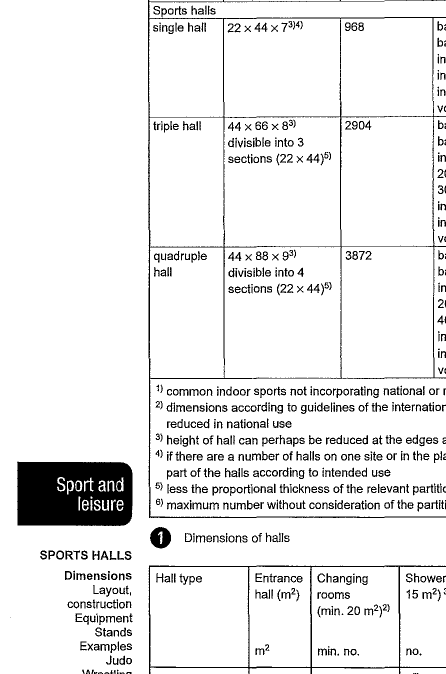 Sports halls
single hall 22 × 44 × 7³⁾⁴⁾ 968
triple hall 44 × 66 × 8³⁾ 2904
divisible into 3
sections (22 × 44)⁵⁾
quadruple 44 × 88 × 9³⁾ 3872
hall divisible into 4
sections (22 × 44)⁵⁾
¹⁾ common indoor sports not incorporating national or
²⁾ dimensions according to guidelines of the
reduced in national use
³⁾ height of hall can perhaps be reduced at the edges
⁴⁾ if there are a number of halls on one site or in the
part of the halls according to intended use
⁵⁾ less the proportional thickness of the relevant
⁶⁾ maximum number without consideration of the
Sport and
leisure
1 Dimensions of halls
SPORTS HALLS
Dimensions
Layout,
construction
Equipment
Stands
Examples
Judo
Wrestling
Hall type Entrance Changing Shower
hall (m²) rooms 15 m²)
(min. 20 m²)²⁾
m² min. no. no.